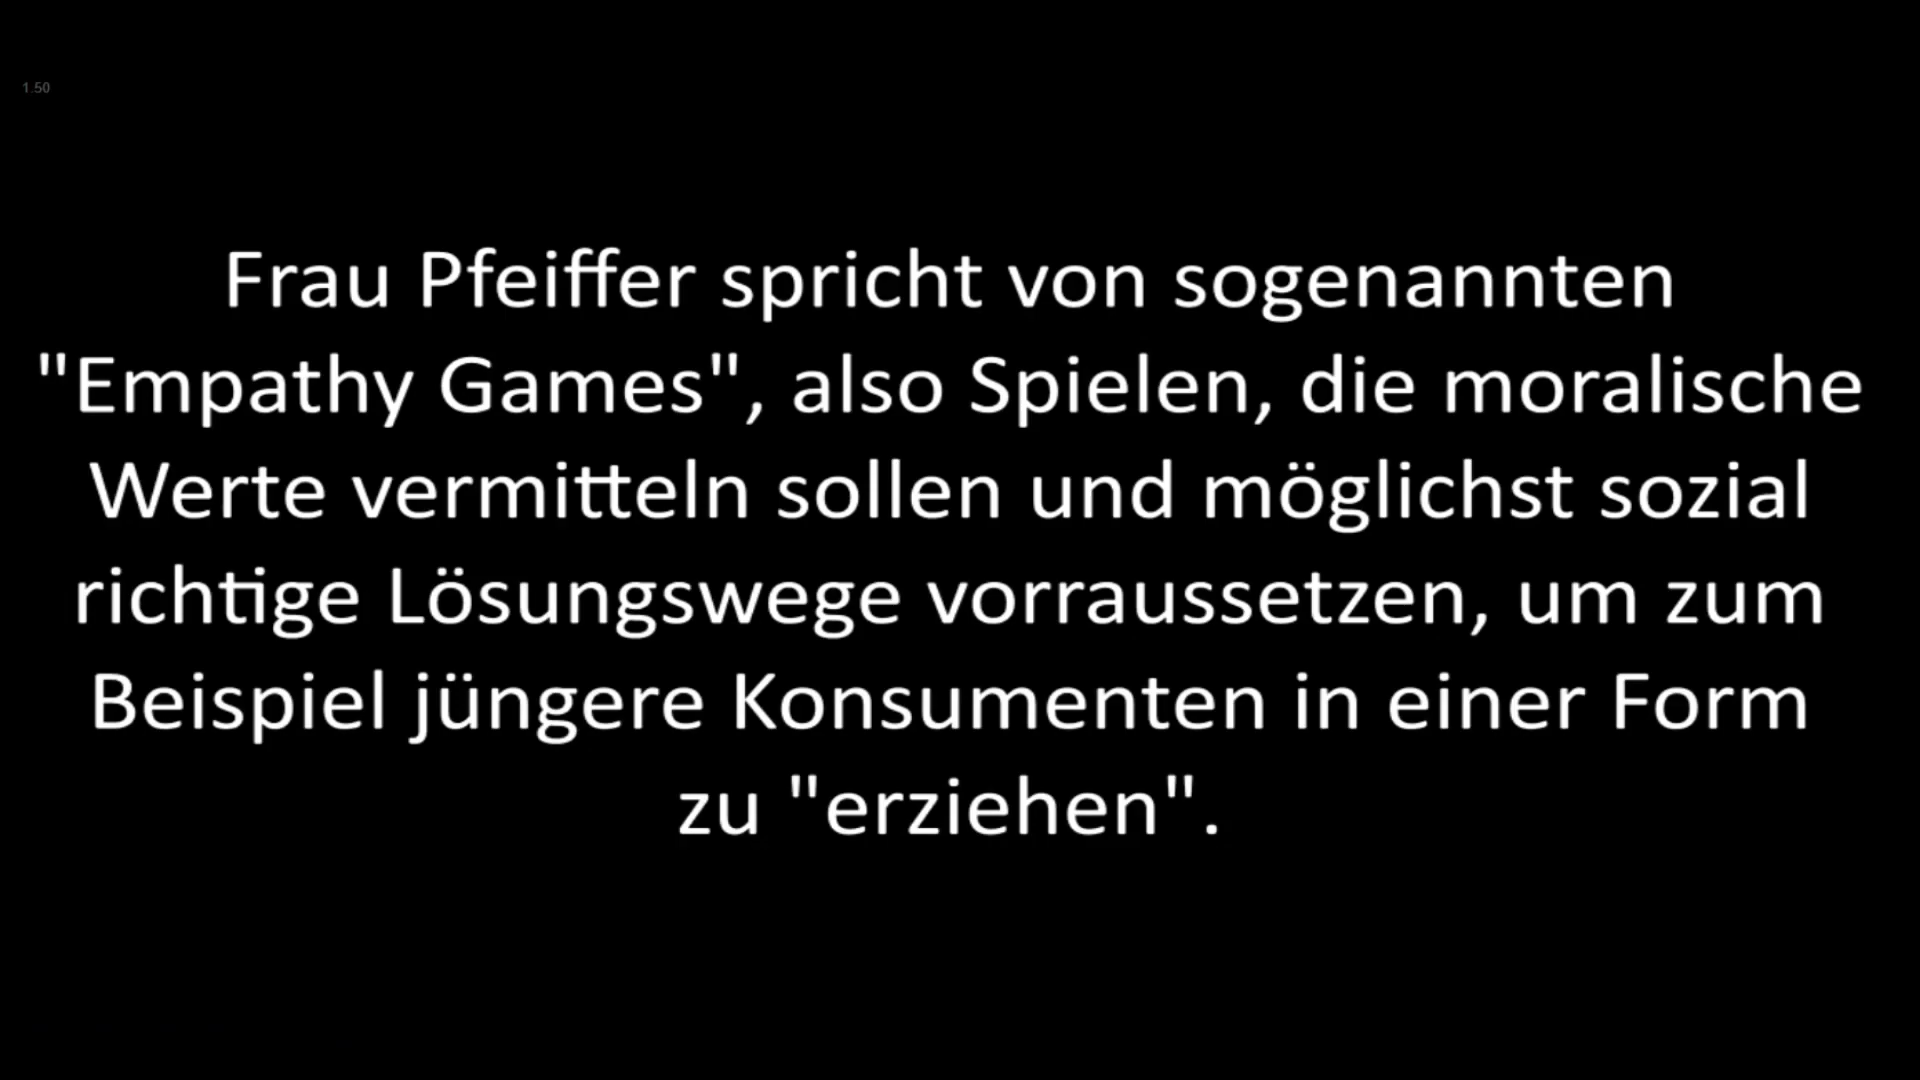 1.50
Frau Pfeiffer spricht von sogenannten
"Empathy Games", also Spielen, die moralische
Werte vermitteln sollen und möglichst sozial
richtige Lösungswege vorraussetzen, um zum
Beispiel jüngere Konsumenten in einer Form
zu "erziehen".